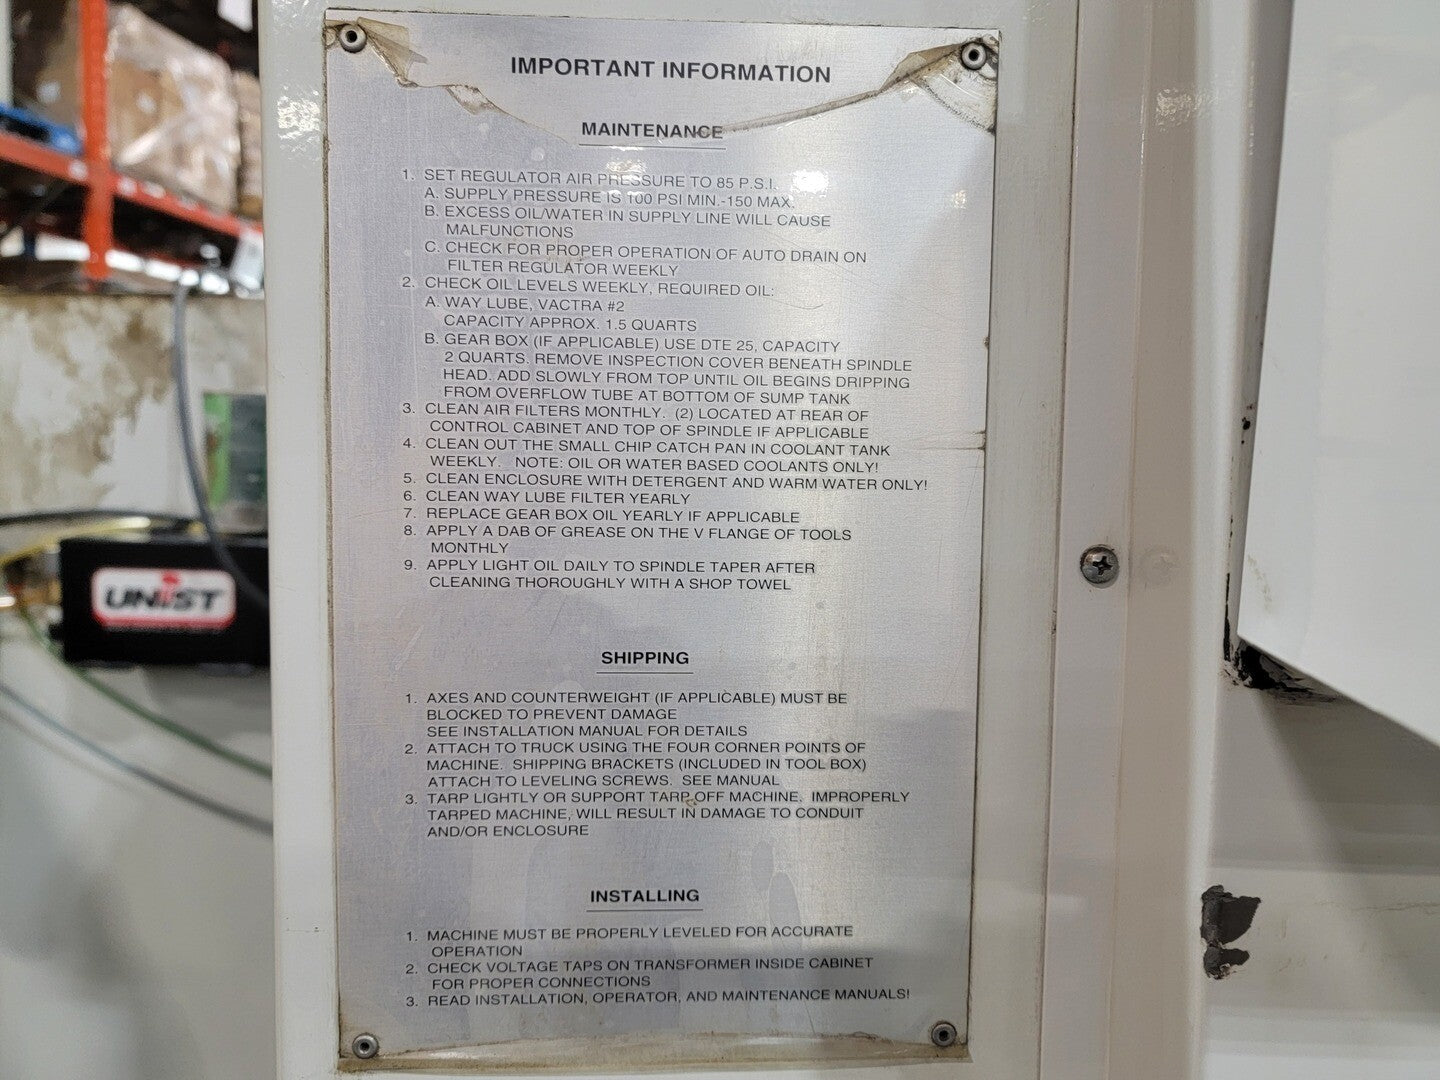 IMPORTANT INFORMATION
MAINTENANCE
1. SET REGULATOR AIR PRESSURE TO 85 P.S.I.
A. SUPPLY PRESSURE IS 100 PSI MIN.-150 MAX.
B. EXCESS OIL/WATER IN SUPPLY LINE WILL CAUSE
MALFUNCTIONS
C. CHECK FOR PROPER OPERATION OF AUTO DRAIN ON
FILTER REGULATOR WEEKLY
2. CHECK OIL LEVELS WEEKLY, REQUIRED OIL:
A. WAY LUBE, VACTRA #2
CAPACITY APPROX. 1.5 QUARTS
B. GEAR BOX (IF APPLICABLE) USE DTE 25, CAPACITY
2 QUARTS. REMOVE INSPECTION COVER BENEATH SPINDLE
HEAD. ADD SLOWLY FROM TOP UNTIL OIL BEGINS DRIPPING
FROM OVERFLOW TUBE AT BOTTOM OF SUMP TANK
3. CLEAN AIR FILTERS MONTHLY. (2) LOCATED AT REAR OF
CONTROL CABINET AND TOP OF SPINDLE IF APPLICABLE
4. CLEAN OUT THE SMALL CHIP CATCH PAN IN COOLANT TANK
WEEKLY. NOTE: OIL OR WATER BASED COOLANTS ONLY!
5. CLEAN ENCLOSURE WITH DETERGENT AND WARM WATER ONLY!
6. CLEAN WAY LUBE FILTER YEARLY
7. REPLACE GEAR BOX OIL YEARLY IF APPLICABLE
8. APPLY A DAB OF GREASE ON THE V FLANGE OF TOOLS
MONTHLY
9. APPLY LIGHT OIL DAILY TO SPINDLE TAPER AFTER
CLEANING THOROUGHLY WITH A SHOP TOWEL
SHIPPING
1. AXES AND COUNTERWEIGHT (IF APPLICABLE) MUST BE
BLOCKED TO PREVENT DAMAGE
SEE INSTALLATION MANUAL FOR DETAILS
2. ATTACH TO TRUCK USING THE FOUR CORNER POINTS OF
MACHINE. SHIPPING BRACKETS (INCLUDED IN TOOL BOX)
ATTACH TO LEVELING SCREWS. SEE MANUAL
3. TARP LIGHTLY OR SUPPORT TARP OFF MACHINE. IMPROPERLY
TARPED MACHINE, WILL RESULT IN DAMAGE TO CONDUIT
AND/OR ENCLOSURE
INSTALLING
1. MACHINE MUST BE PROPERLY LEVELED FOR ACCURATE
OPERATION
2. CHECK VOLTAGE TAPS ON TRANSFORMER INSIDE CABINET
FOR PROPER CONNECTIONS
3. READ INSTALLATION, OPERATOR, AND MAINTENANCE MANUALS!
UNIST